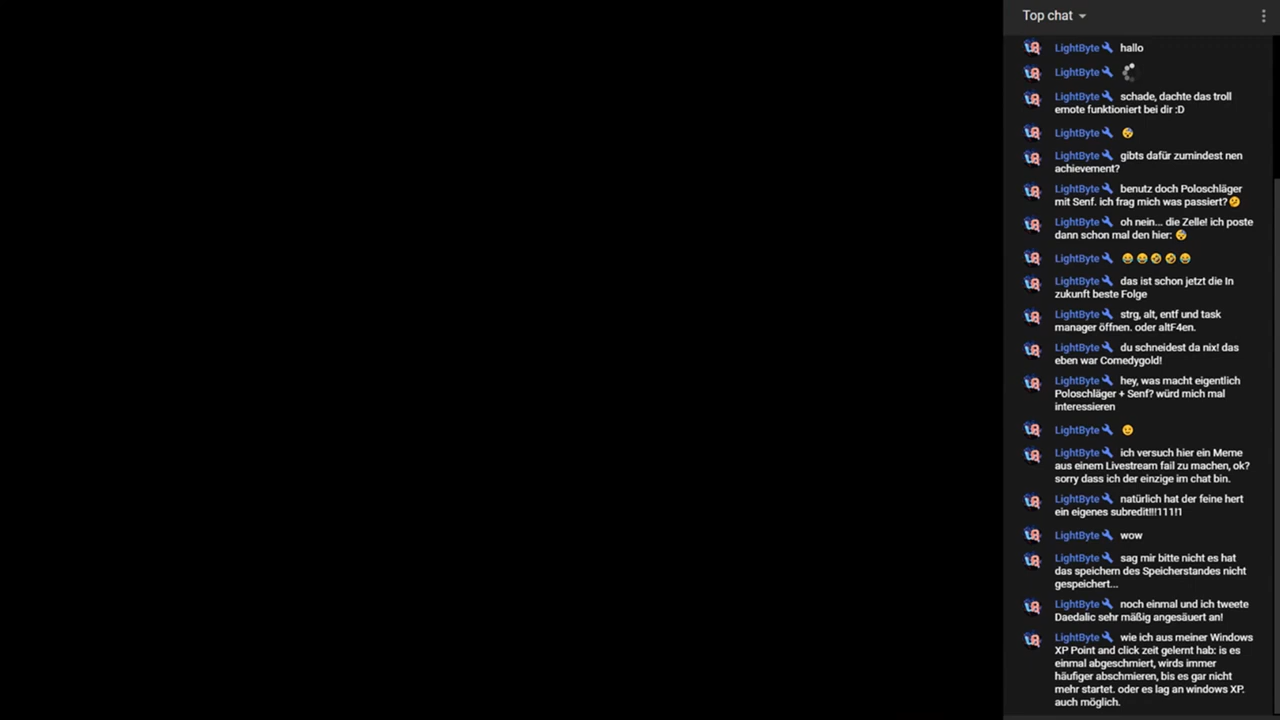 Top chat
LightByte hallo
LightByte
LightByte schade, dachte das troll
emote funktioniert bei dir :D
LightByte 🤯
LightByte gibts dafür zumindest nen
achievement?
LightByte benutz doch Poloschläger
mit Senf. ich frag mich was passiert?🤔
LightByte oh nein... die Zelle! ich poste
dann schon mal den hier: 🤯
LightByte 😂😂🤣🤣😂
LightByte das ist schon jetzt die In
zukunft beste Folge
LightByte strg, alt, entf und task
manager öffnen. oder altF4en.
LightByte du schneidest da nix! das
eben war Comedygold!
LightByte hey, was macht eigentlich
Poloschläger + Senf? würd mich mal
interessieren
LightByte
LightByte ich versuch hier ein Meme
aus einem Livestream fail zu machen, ok?
sorry dass ich der einzige im chat bin.
LightByte natürlich hat der feine hert
ein eigenes subredit!!!111!1
LightByte wow
LightByte sag mir bitte nicht es hat
das speichern des Speicherstandes nicht
gespeichert...
LightByte noch einmal und ich tweete
Daedalic sehr mäßig angesäuert an!
LightByte wie ich aus meiner Windows
XP Point and click zeit gelernt hab: is es
einmal abgeschmiert, wirds immer
häufiger abschmieren, bis es gar nicht
mehr startet. oder es lag an windows XP.
auch möglich.